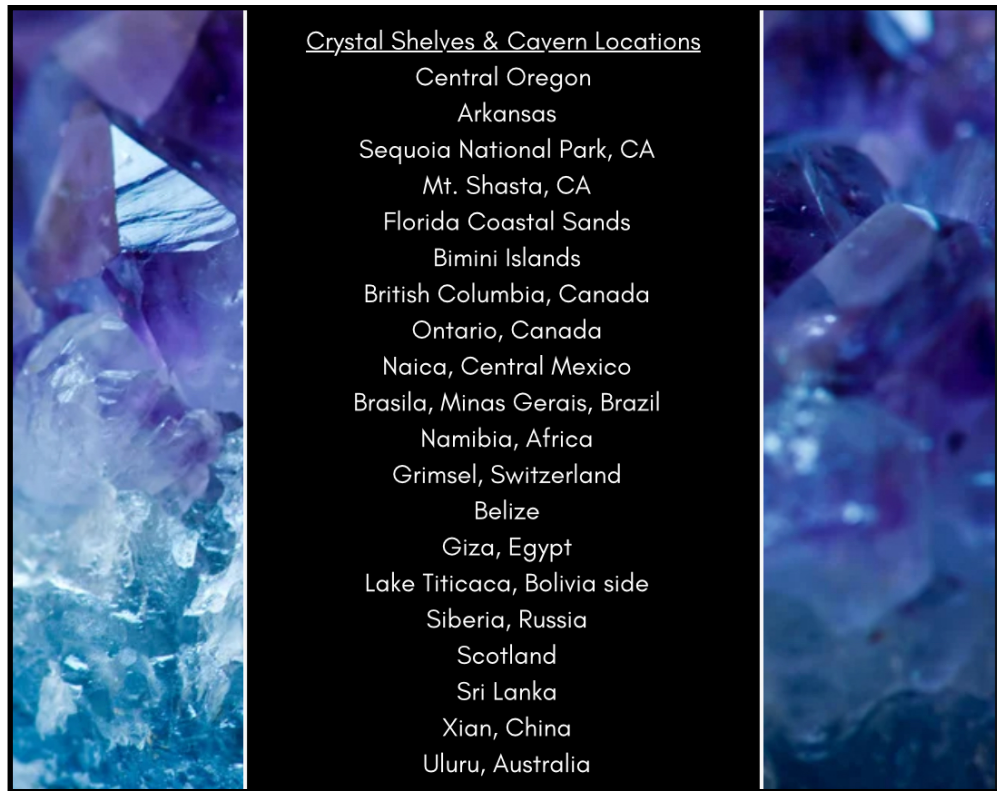 Crystal Shelves & Cavern Locations
Central Oregon
Arkansas
Sequoia National Park, CA
Mt. Shasta, CA
Florida Coastal Sands
Bimini Islands
British Columbia, Canada
Ontario, Canada
Naica, Central Mexico
Brasila, Minas Gerais, Brazil
Namibia, Africa
Grimsel, Switzerland
Belize
Giza, Egypt
Lake Titicaca, Bolivia side
Siberia, Russia
Scotland
Sri Lanka
Xian, China
Uluru, Australia